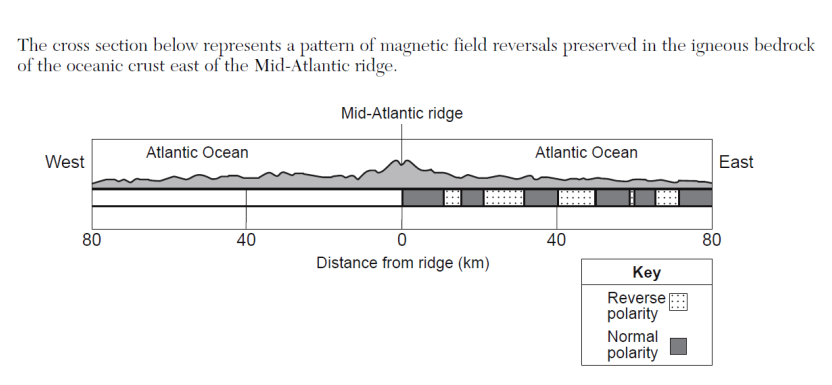 The cross section below represents a pattern of magnetic field reversals preserved in the igneous bedrock
of the oceanic crust east of the Mid-Atlantic ridge.
Mid-Atlantic ridge
Atlantic Ocean
Atlantic Ocean
West
East
80
40
0
40
80
Distance from ridge (km)
Key
Reverse
polarity
Normal
polarity